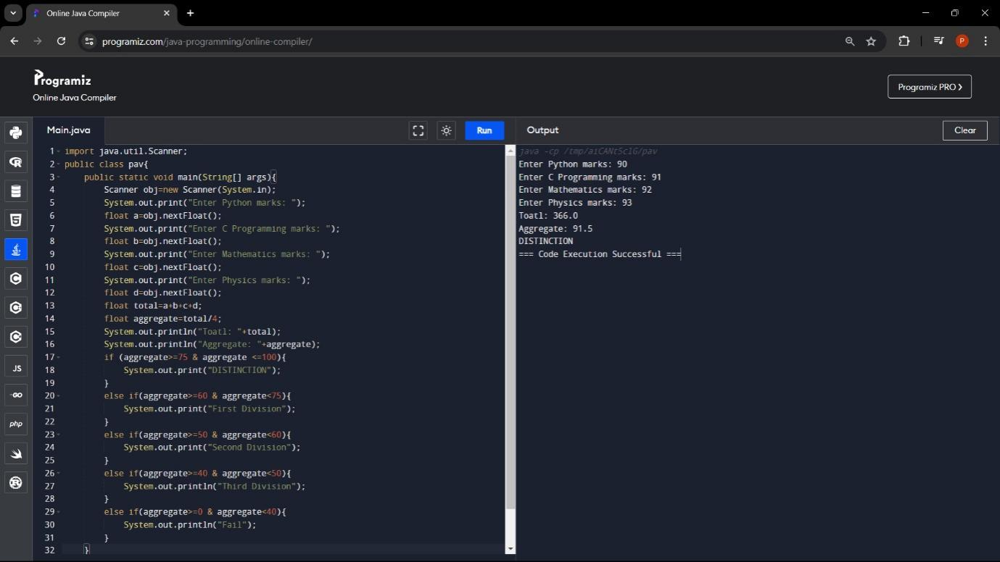 Online Java Compiler
programiz.com/java-programming/online-compiler/
P
Programiz
Online Java Compiler
Programiz PRO >
Main.java
Run
Output
Clear
1 import java.util.Scanner;
2 public class pav{
3     public static void main(String[] args){
4         Scanner obj=new Scanner(System.in);
5         System.out.print("Enter Python marks: ");
6         float a=obj.nextFloat();
7         System.out.print("Enter C Programming marks: ");
8         float b=obj.nextFloat();
9         System.out.print("Enter Mathematics marks: ");
10         float c=obj.nextFloat();
11         System.out.print("Enter Physics marks: ");
12         float d=obj.nextFloat();
13         float total=a+b+c+d;
14         float aggregate=total/4;
15         System.out.println("Toatl: "+total);
16         System.out.println("Aggregate: "+aggregate);
17         if (aggregate>=75 & aggregate <=100){
18             System.out.print("DISTINCTION");
19         }
20         else if(aggregate>=60 & aggregate<75){
21             System.out.print("First Division");
22         }
23         else if(aggregate>=50 & aggregate<60){
24             System.out.print("Second Division");
25         }
26         else if(aggregate>=40 & aggregate<50){
27             System.out.println("Third Division");
28         }
29         else if(aggregate>=0 & aggregate<40){
30             System.out.println("Fail");
31         }
32     }
java -cp /tmp/aiCANt5clG/pav
Enter Python marks: 90
Enter C Programming marks: 91
Enter Mathematics marks: 92
Enter Physics marks: 93
Toatl: 366.0
Aggregate: 91.5
DISTINCTION
=== Code Execution Successful ===
JS
GO
php